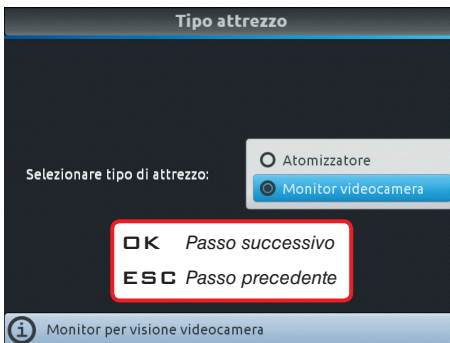 Tipo attrezzo
Atomizzatore
Selezionare tipo di attrezzo:
Monitor videocamera
OK Passo successivo
ESC Passo precedente
Monitor per visione videocamera